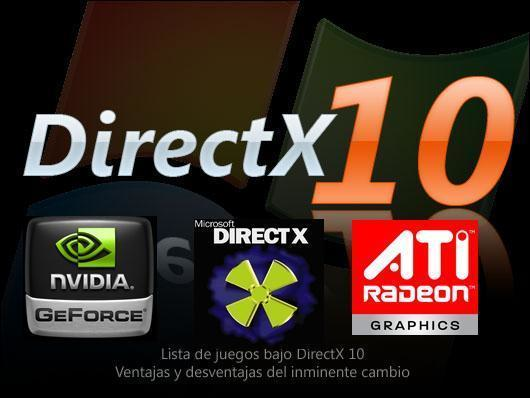 DirectX 10
NVIDIA.
GEFORCE
Microsoft
DIRECTX
ATI
RADEON
GRAPHICS
Lista de juegos bajo DirectX 10
Ventajas y desventajas del inminente cambio